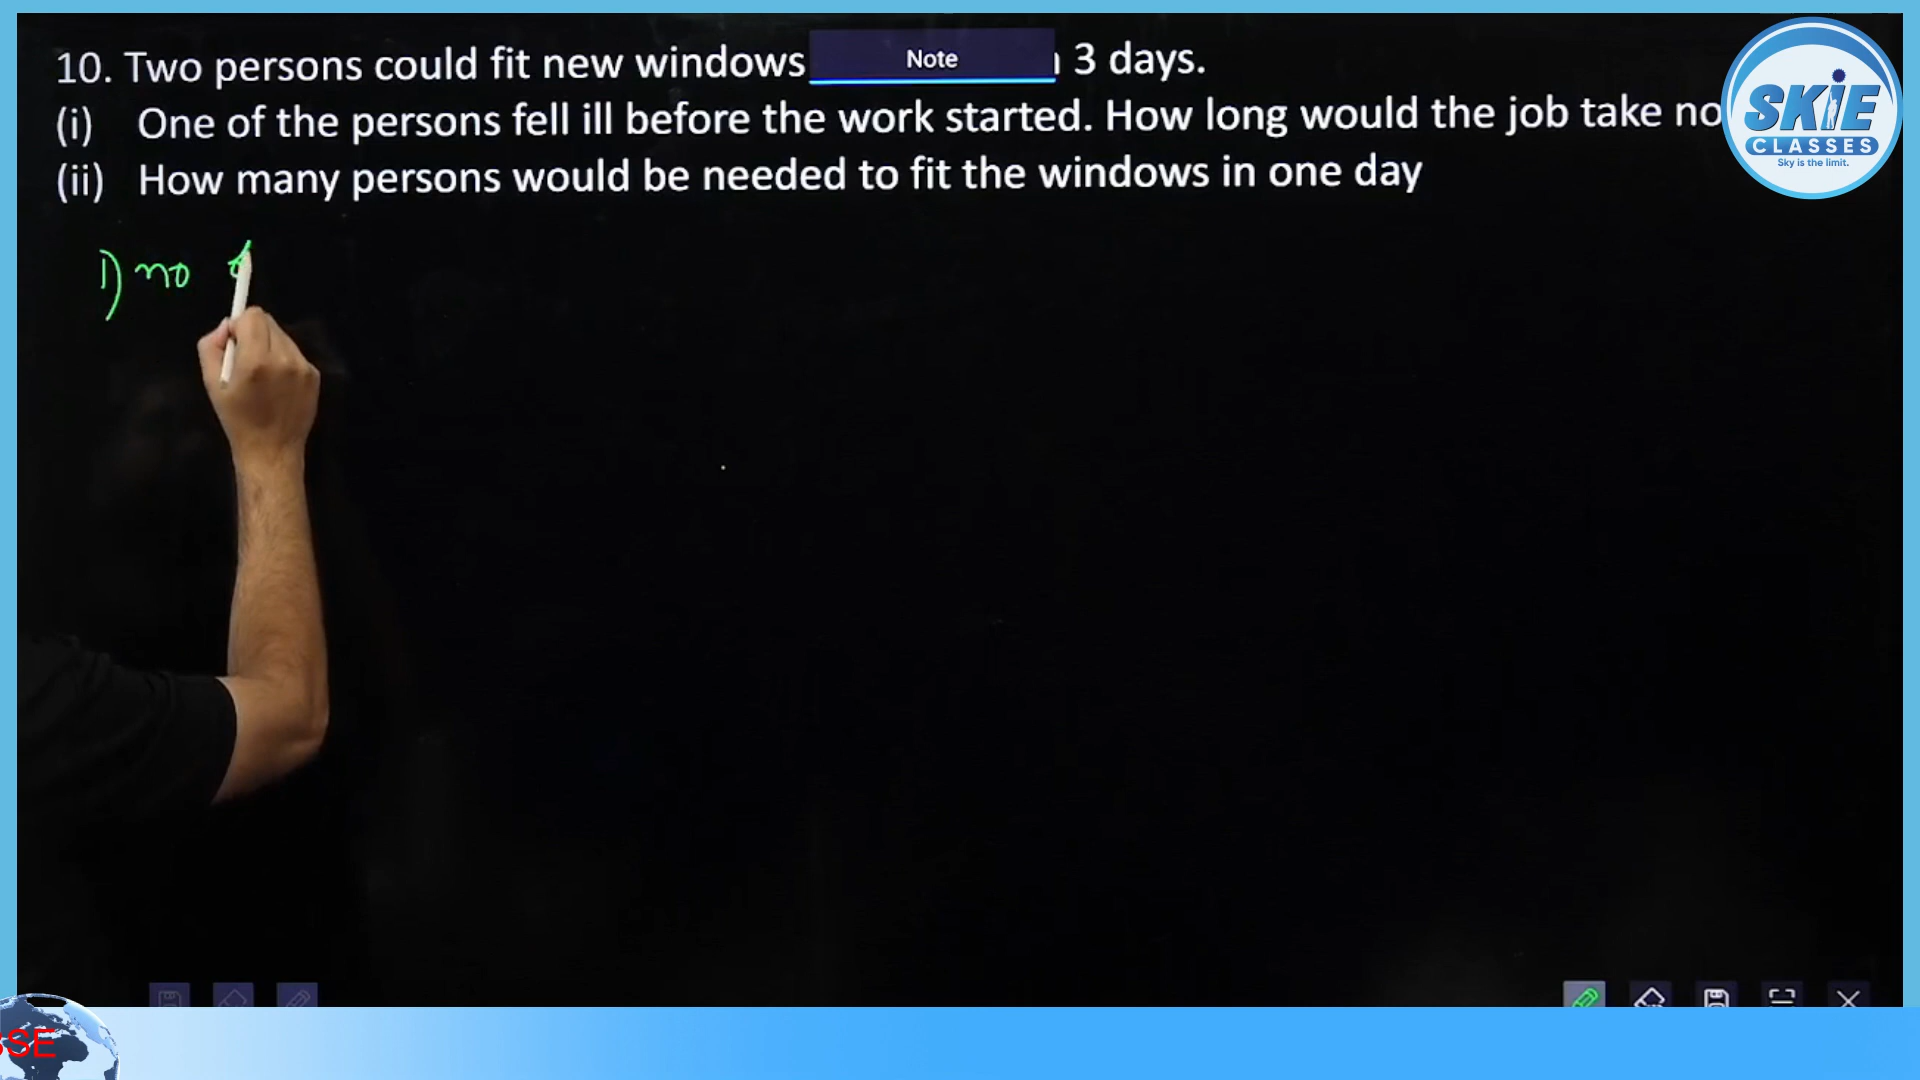 10. Two persons could fit new windows Note 3 days.
(i) One of the persons fell ill before the work started. How long would the job take no
(ii) How many persons would be needed to fit the windows in one day
SKIE
CLASSES
Sky is the limit.
1) no
SE